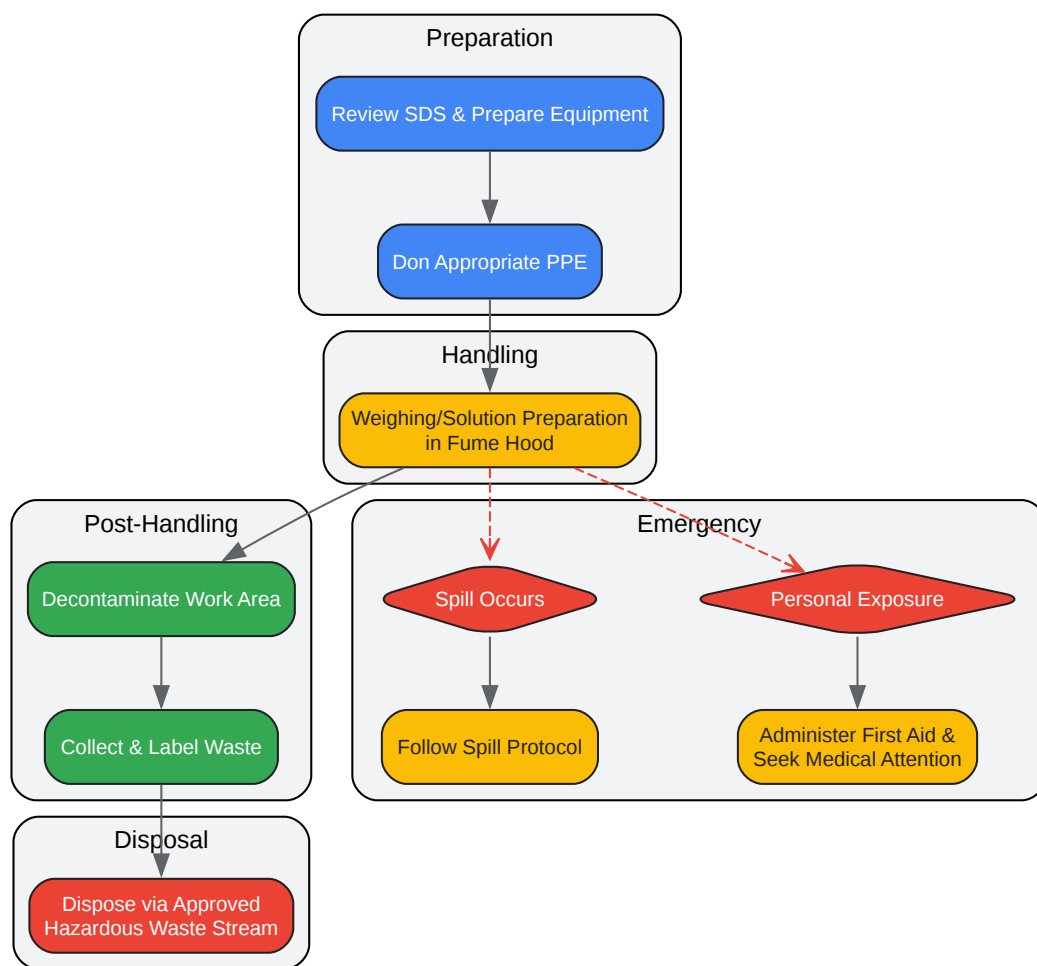 Preparation
Review SDS & Prepare Equipment
Don Appropriate PPE
Handling
Weighing/Solution Preparation
in Fume Hood
Post-Handling
Decontaminate Work Area
Collect & Label Waste
Emergency
Spill Occurs
Personal Exposure
Follow Spill Protocol
Administer First Aid &
Seek Medical Attention
Disposal
Dispose via Approved
Hazardous Waste Stream